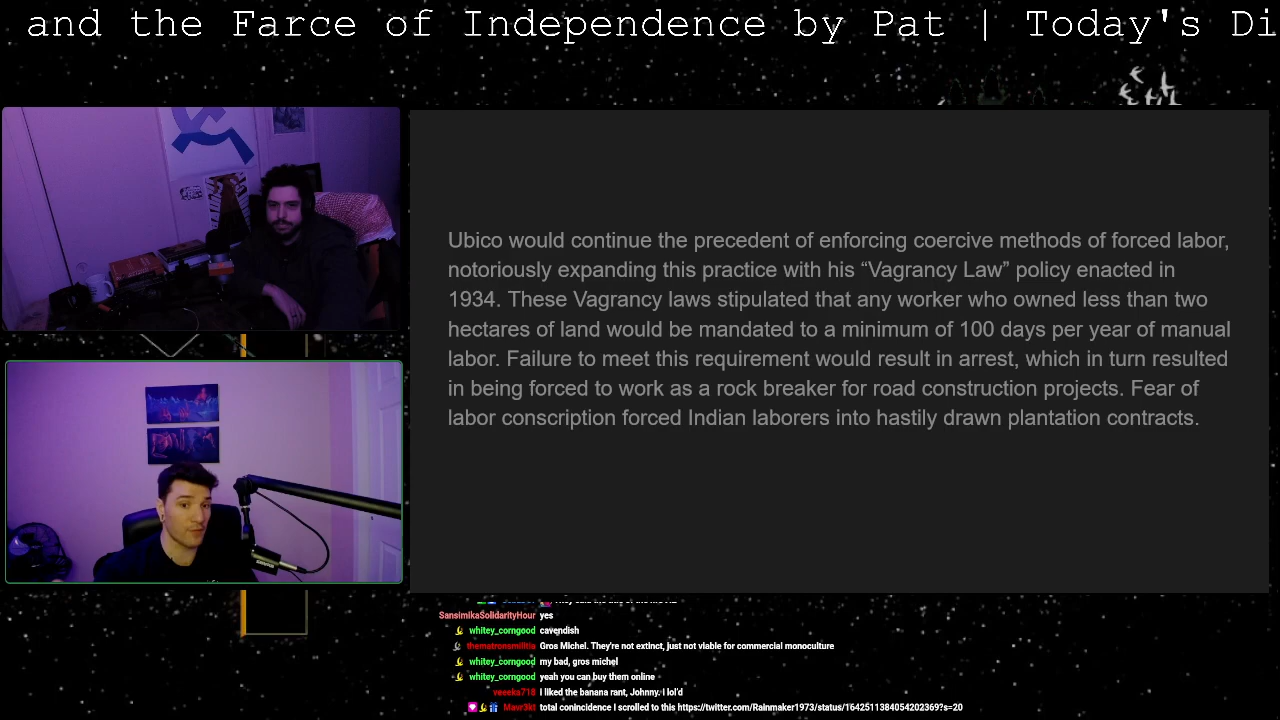 and the Farce of Independence by Pat | Today's Di
Ubico would continue the precedent of enforcing coercive methods of forced labor,
notoriously expanding this practice with his “Vagrancy Law” policy enacted in
1934. These Vagrancy laws stipulated that any worker who owned less than two
hectares of land would be mandated to a minimum of 100 days per year of manual
labor. Failure to meet this requirement would result in arrest, which in turn resulted
in being forced to work as a rock breaker for road construction projects. Fear of
labor conscription forced Indian laborers into hastily drawn plantation contracts.
SansimikaSolidarityHour yes
whitey_corngood cavendish
thematronsmilitia Gros Michel. They're not extinct, just not viable for commercial monoculture
whitey_corngood my bad, gros michel
whitey_corngood yeah you can buy them online
veeeka718 I liked the banana rant, Johnny. I lol'd
Mavr3kt total conincidence I scrolled to this https://twitter.com/Rainmaker1973/status/1642511384054202369?s=20